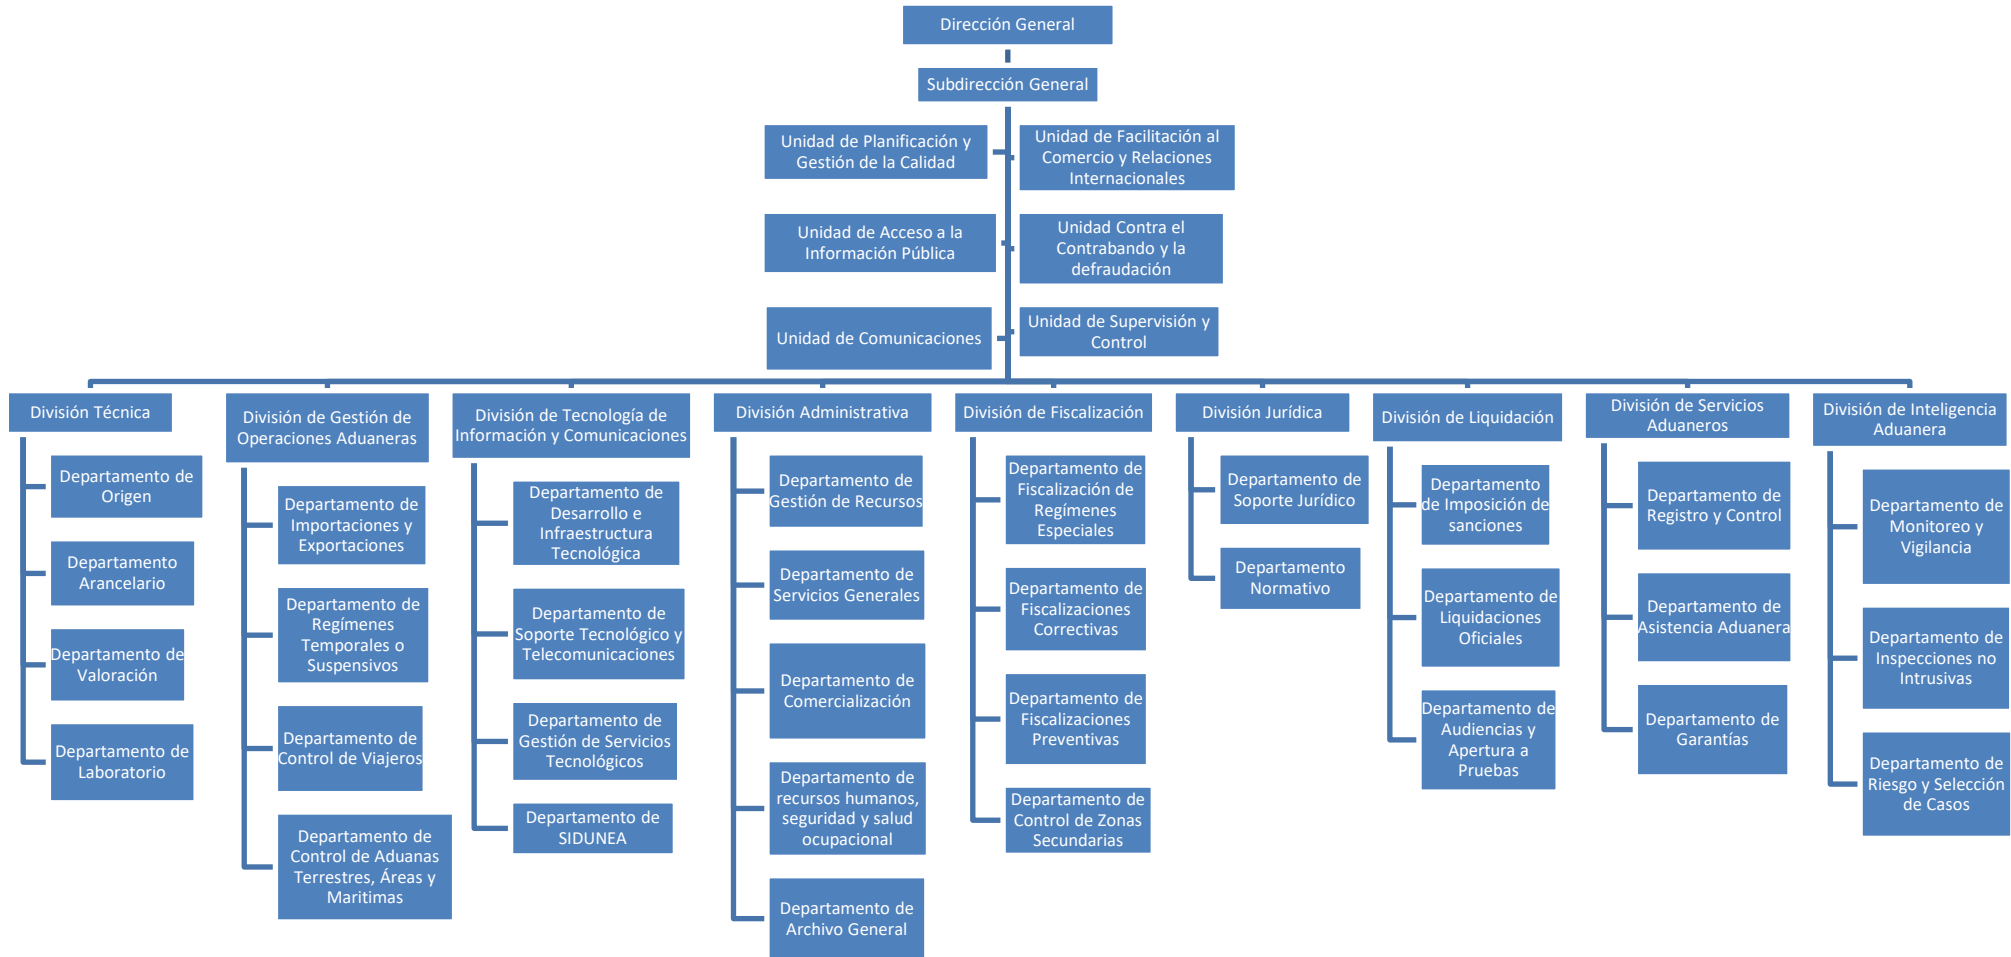 Dirección General
Subdirección General
Unidad de Planificación y
Gestión de la Calidad
Unidad de Facilitación al
Comercio y Relaciones
Internacionales
Unidad de Acceso a la
Información Pública
Unidad Contra el
Contrabando y la
defraudación
Unidad de Comunicaciones
Unidad de Supervisión y
Control
División Técnica
Departamento de
Origen
Departamento
Arancelario
Departamento de
Valoración
Departamento de
Laboratorio
División de Gestión de
Operaciones Aduaneras
Departamento de
Importaciones y
Exportaciones
Departamento de
Regímenes
Temporales o
Suspensivos
Departamento de
Control de Viajeros
Departamento de
Control de Aduanas
Terrestres, Áreas y
Maritimas
División de Tecnología de
Información y Comunicaciones
Departamento de
Desarrollo e
Infraestructura
Tecnológica
Departamento de
Soporte Tecnológico y
Telecomunicaciones
Departamento de
Gestión de Servicios
Tecnológicos
Departamento de
SIDUNEA
División Administrativa
Departamento de
Gestión de Recursos
Departamento de
Servicios Generales
Departamento de
Comercialización
Departamento de
recursos humanos,
seguridad y salud
ocupacional
Departamento de
Archivo General
División de Fiscalización
Departamento de
Fiscalización de
Regímenes
Especiales
Departamento de
Fiscalizaciones
Correctivas
Departamento de
Fiscalizaciones
Preventivas
Departamento de
Control de Zonas
Secundarias
División Jurídica
Departamento de
Soporte Jurídico
Departamento
Normativo
División de Liquidación
Departamento
de Imposición de
sanciones
Departamento de
Liquidaciones
Oficiales
Departamento de
Audiencias y
Apertura a
Pruebas
División de Servicios
Aduaneros
Departamento de
Registro y Control
Departamento de
Asistencia Aduanera
Departamento de
Garantías
División de Inteligencia
Aduanera
Departamento de
Monitoreo y
Vigilancia
Departamento de
Inspecciones no
Intrusivas
Departamento de
Riesgo y Selección
de Casos